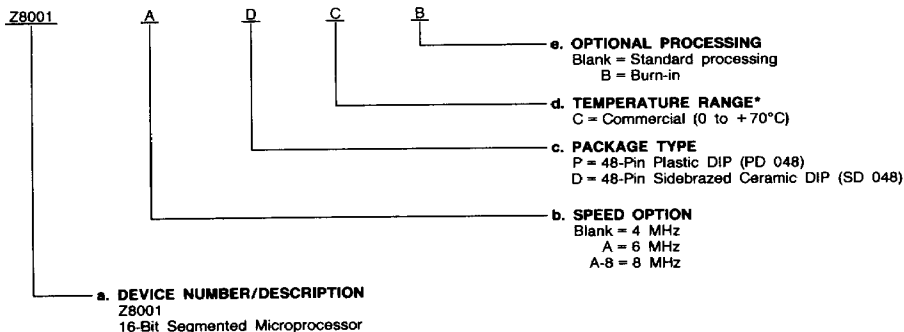 Z8001 A D C B
e. OPTIONAL PROCESSING
Blank = Standard processing
B = Burn-in
d. TEMPERATURE RANGE*
C = Commercial (0 to +70°C)
c. PACKAGE TYPE
P = 48-Pin Plastic DIP (PD 048)
D = 48-Pin Sidebrazed Ceramic DIP (SD 048)
b. SPEED OPTION
Blank = 4 MHz
A = 6 MHz
A-8 = 8 MHz
a. DEVICE NUMBER/DESCRIPTION
Z8001
16-Bit Segmented Microprocessor